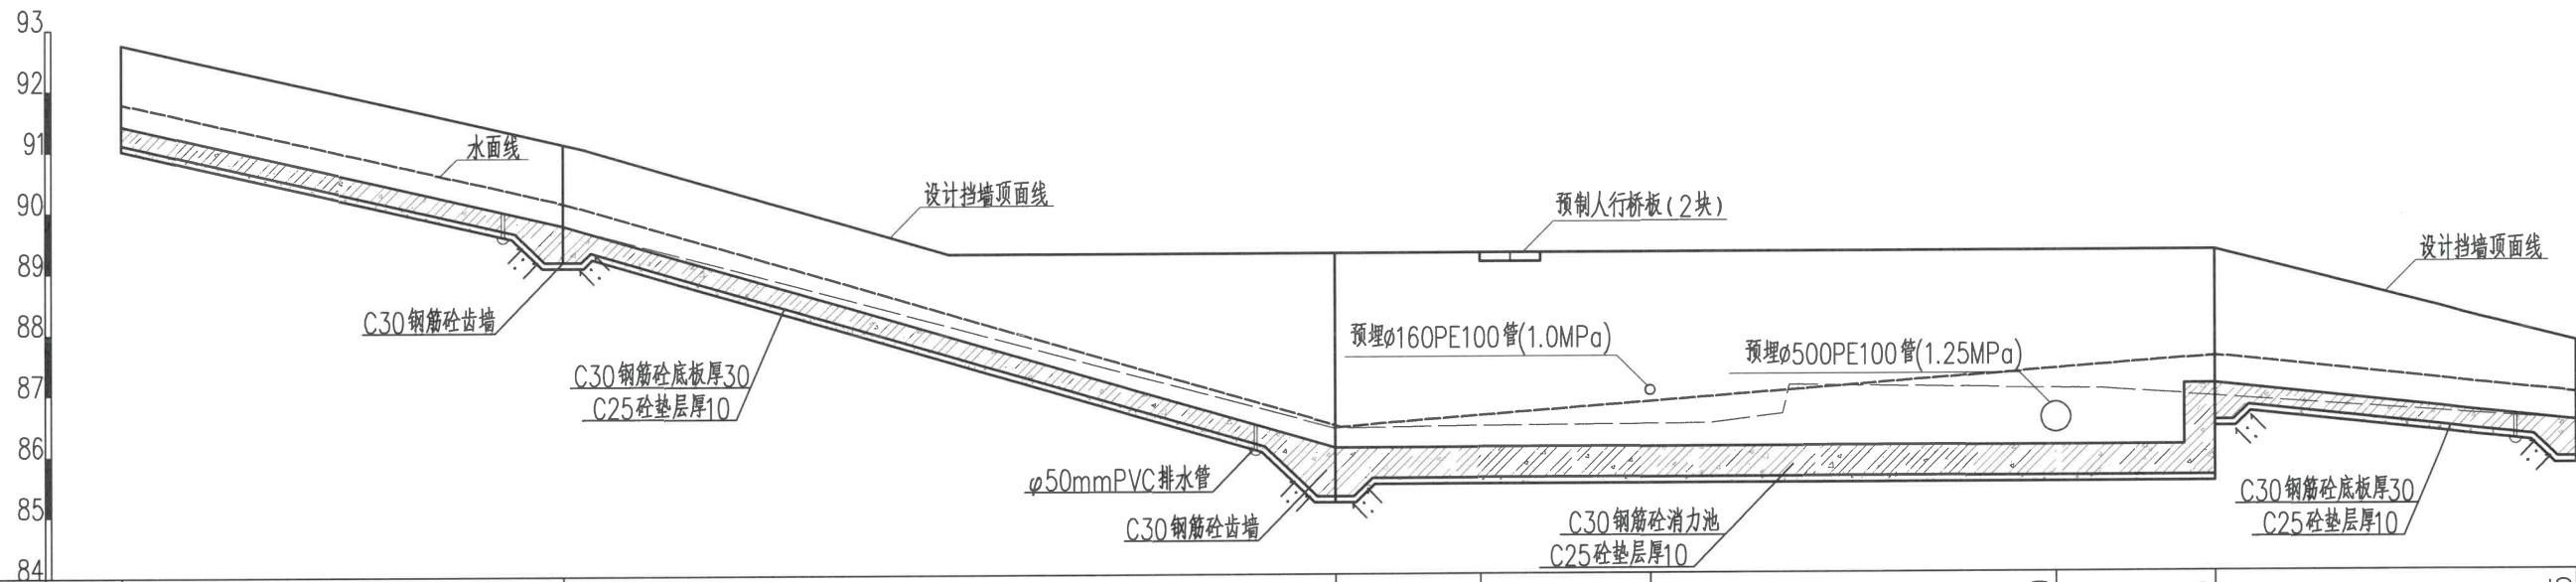 93
92
91
90
89
88
87
86
85
84
水面线
设计挡墙顶面线
预制人行桥板(2块)
设计挡墙顶面线
C30钢筋砼齿墙
预埋ø160PE100管(1.0MPa)
预埋ø500PE100管(1.25MPa)
C30钢筋砼底板厚30
C25砼垫层厚10
1:1
φ50mmPVC排水管
C30钢筋砼齿墙
C30钢筋砼消力池
C25砼垫层厚10
C30钢筋砼底板厚30
C25砼垫层厚10